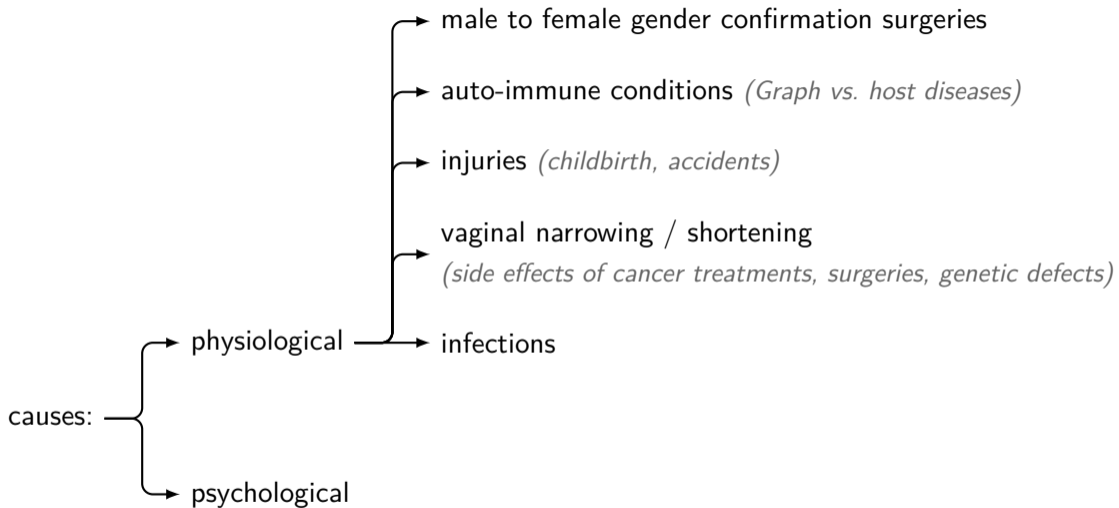 male to female gender confirmation surgeries
auto-immune conditions (Graph vs. host diseases)
injuries (childbirth, accidents)
vaginal narrowing / shortening
(side effects of cancer treatments, surgeries, genetic defects)
physiological
infections
causes:
psychological